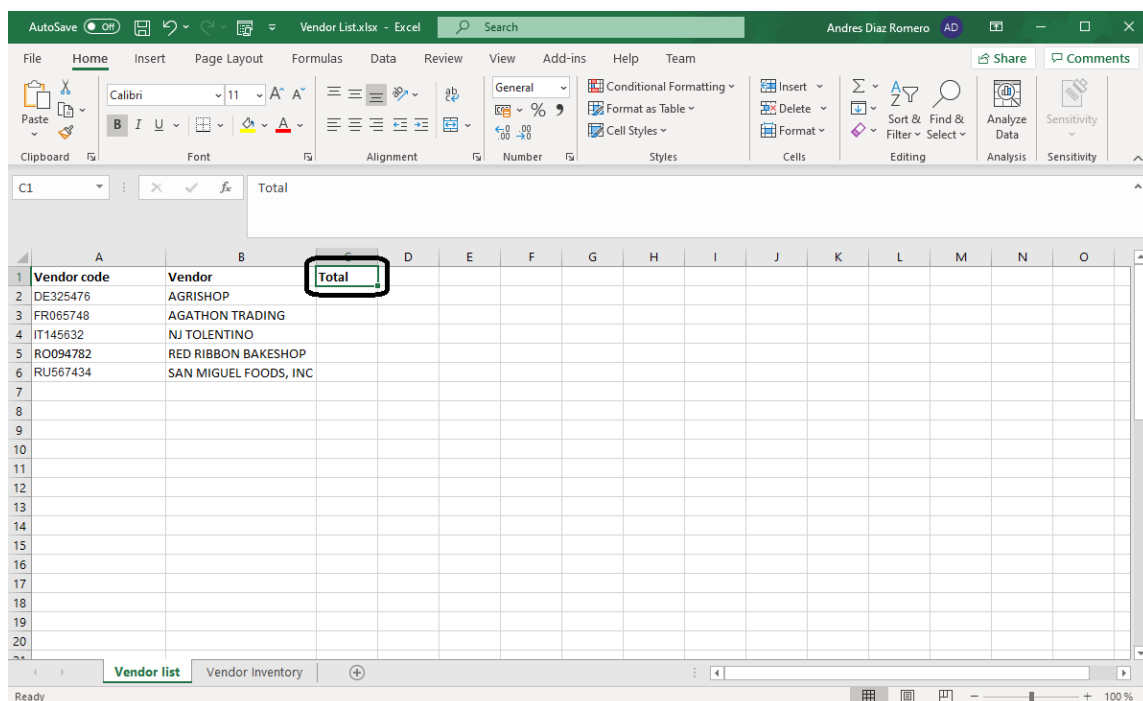 AutoSave Off Vendor List.xlsx - Excel Search Andres Diaz Romero AD
File Home Insert Page Layout Formulas Data Review View Add-ins Help Team Share Comments
Paste
Calibri 11 A A
B I U A
ab
General
% 9
.00 .00
Conditional Formatting
Format as Table
Cell Styles
Insert
Delete
Format
Sort & Filter
Find & Select
Analyze Data
Sensitivity
Clipboard Font Alignment Number Styles Cells Editing Analysis Sensitivity
C1 fx Total
A B C D E F G H I J K L M N O
1 Vendor code Vendor Total
2 DE325476 AGRISHOP
3 FR065748 AGATHON TRADING
4 IT145632 NJ TOLENTINO
5 RO094782 RED RIBBON BAKESHOP
6 RU567434 SAN MIGUEL FOODS, INC
7
8
9
10
11
12
13
14
15
16
17
18
19
20
Vendor list Vendor Inventory
Ready 100 %